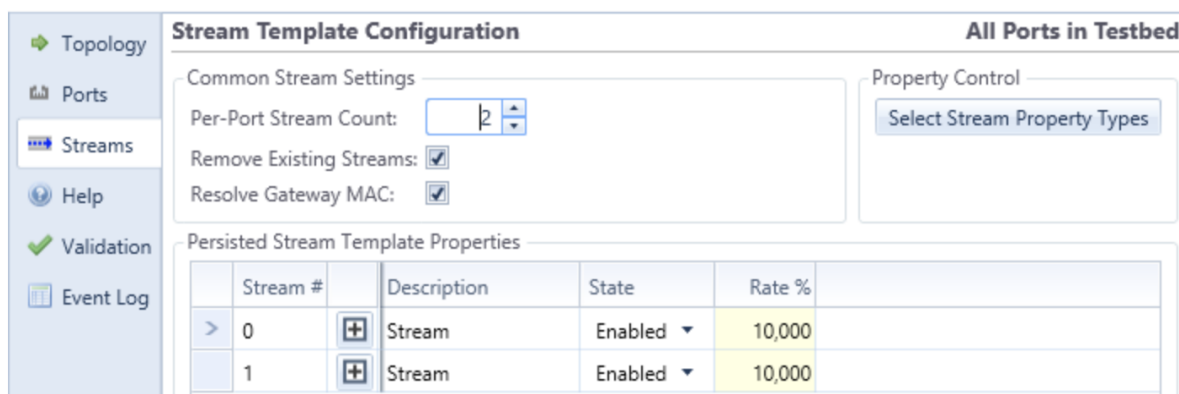 Topology
Ports
Streams
Help
Validation
Event Log
Stream Template Configuration
All Ports in Testbed
Common Stream Settings
Per-Port Stream Count: 2
Remove Existing Streams:
Resolve Gateway MAC:
Property Control
Select Stream Property Types
Persisted Stream Template Properties
Stream # Description State Rate %
0 Stream Enabled 10,000
1 Stream Enabled 10,000